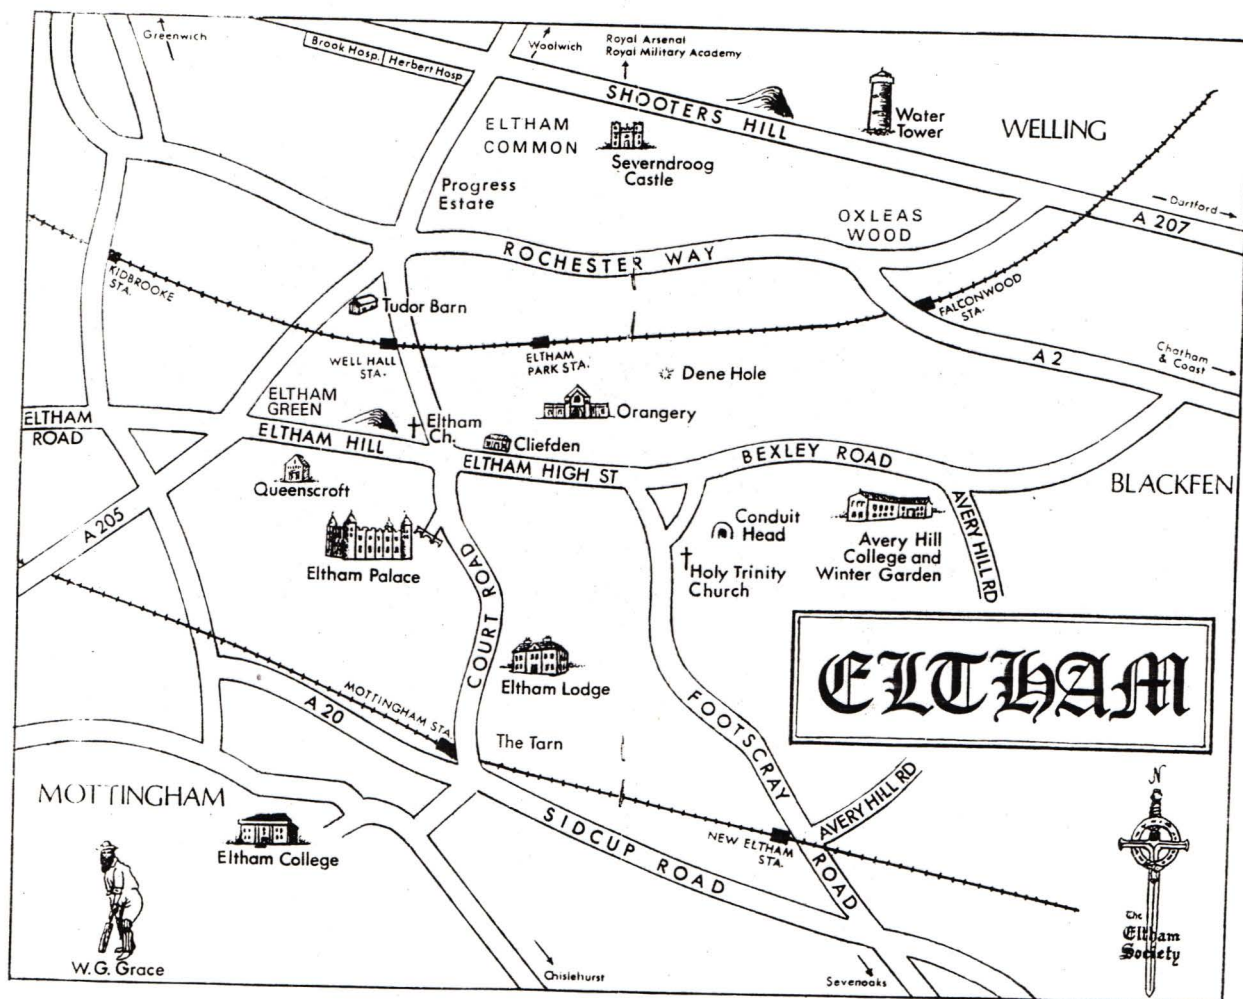 Greenwich
Brook Hosp.
Herbert Hosp
Woolwich
Royal Arsenal
Royal Military Academy
SHOOTERS HILL
Water
Tower
WELLING
ELTHAM
COMMON
Severndroog
Castle
Progress
Estate
Dartford
A 207
OXLEAS
WOOD
ROCHESTER WAY
KIDBROOKE
STA.
Tudor Barn
FALCONWOOD
STA.
WELL HALL
STA.
ELTHAM
PARK STA.
A2
Chatham
& Coast
Dene Hole
ELTHAM
GREEN
Orangery
ELTHAM
ROAD
ELTHAM HILL
Eltham
Ch.
Cliefden
ELTHAM HIGH ST
BEXLEY ROAD
BLACKFEN
Queenscroft
A 205
AVERY HILL RD
Conduit
Head
Avery Hill
College and
Winter Garden
Eltham Palace
Holy Trinity
Church
COURT ROAD
ELTHAM
Eltham Lodge
MOTTINGHAM STA.
A 20
The Tarn
FOOTSCRAY ROAD
AVERY HILL RD
MOTTINGHAM
Eltham College
SIDCUP ROAD
NEW ELTHAM
STA.
N
The
Eltham
Society
W.G. Grace
Chislehurst
Sevenoaks